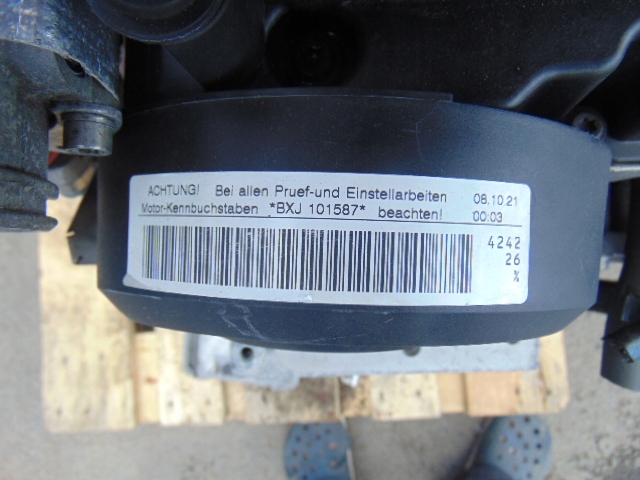 ACHTUNG! Bei allen Pruef-und Einstellarbeiten 08.10.21
Motor-Kennbuchstaben *BXJ 101587* beachten! 00:03
4242
26
%